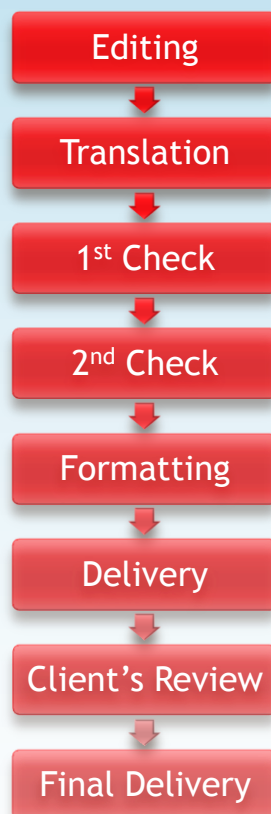 Editing
Translation
1st Check
2nd Check
Formatting
Delivery
Client's Review
Final Delivery